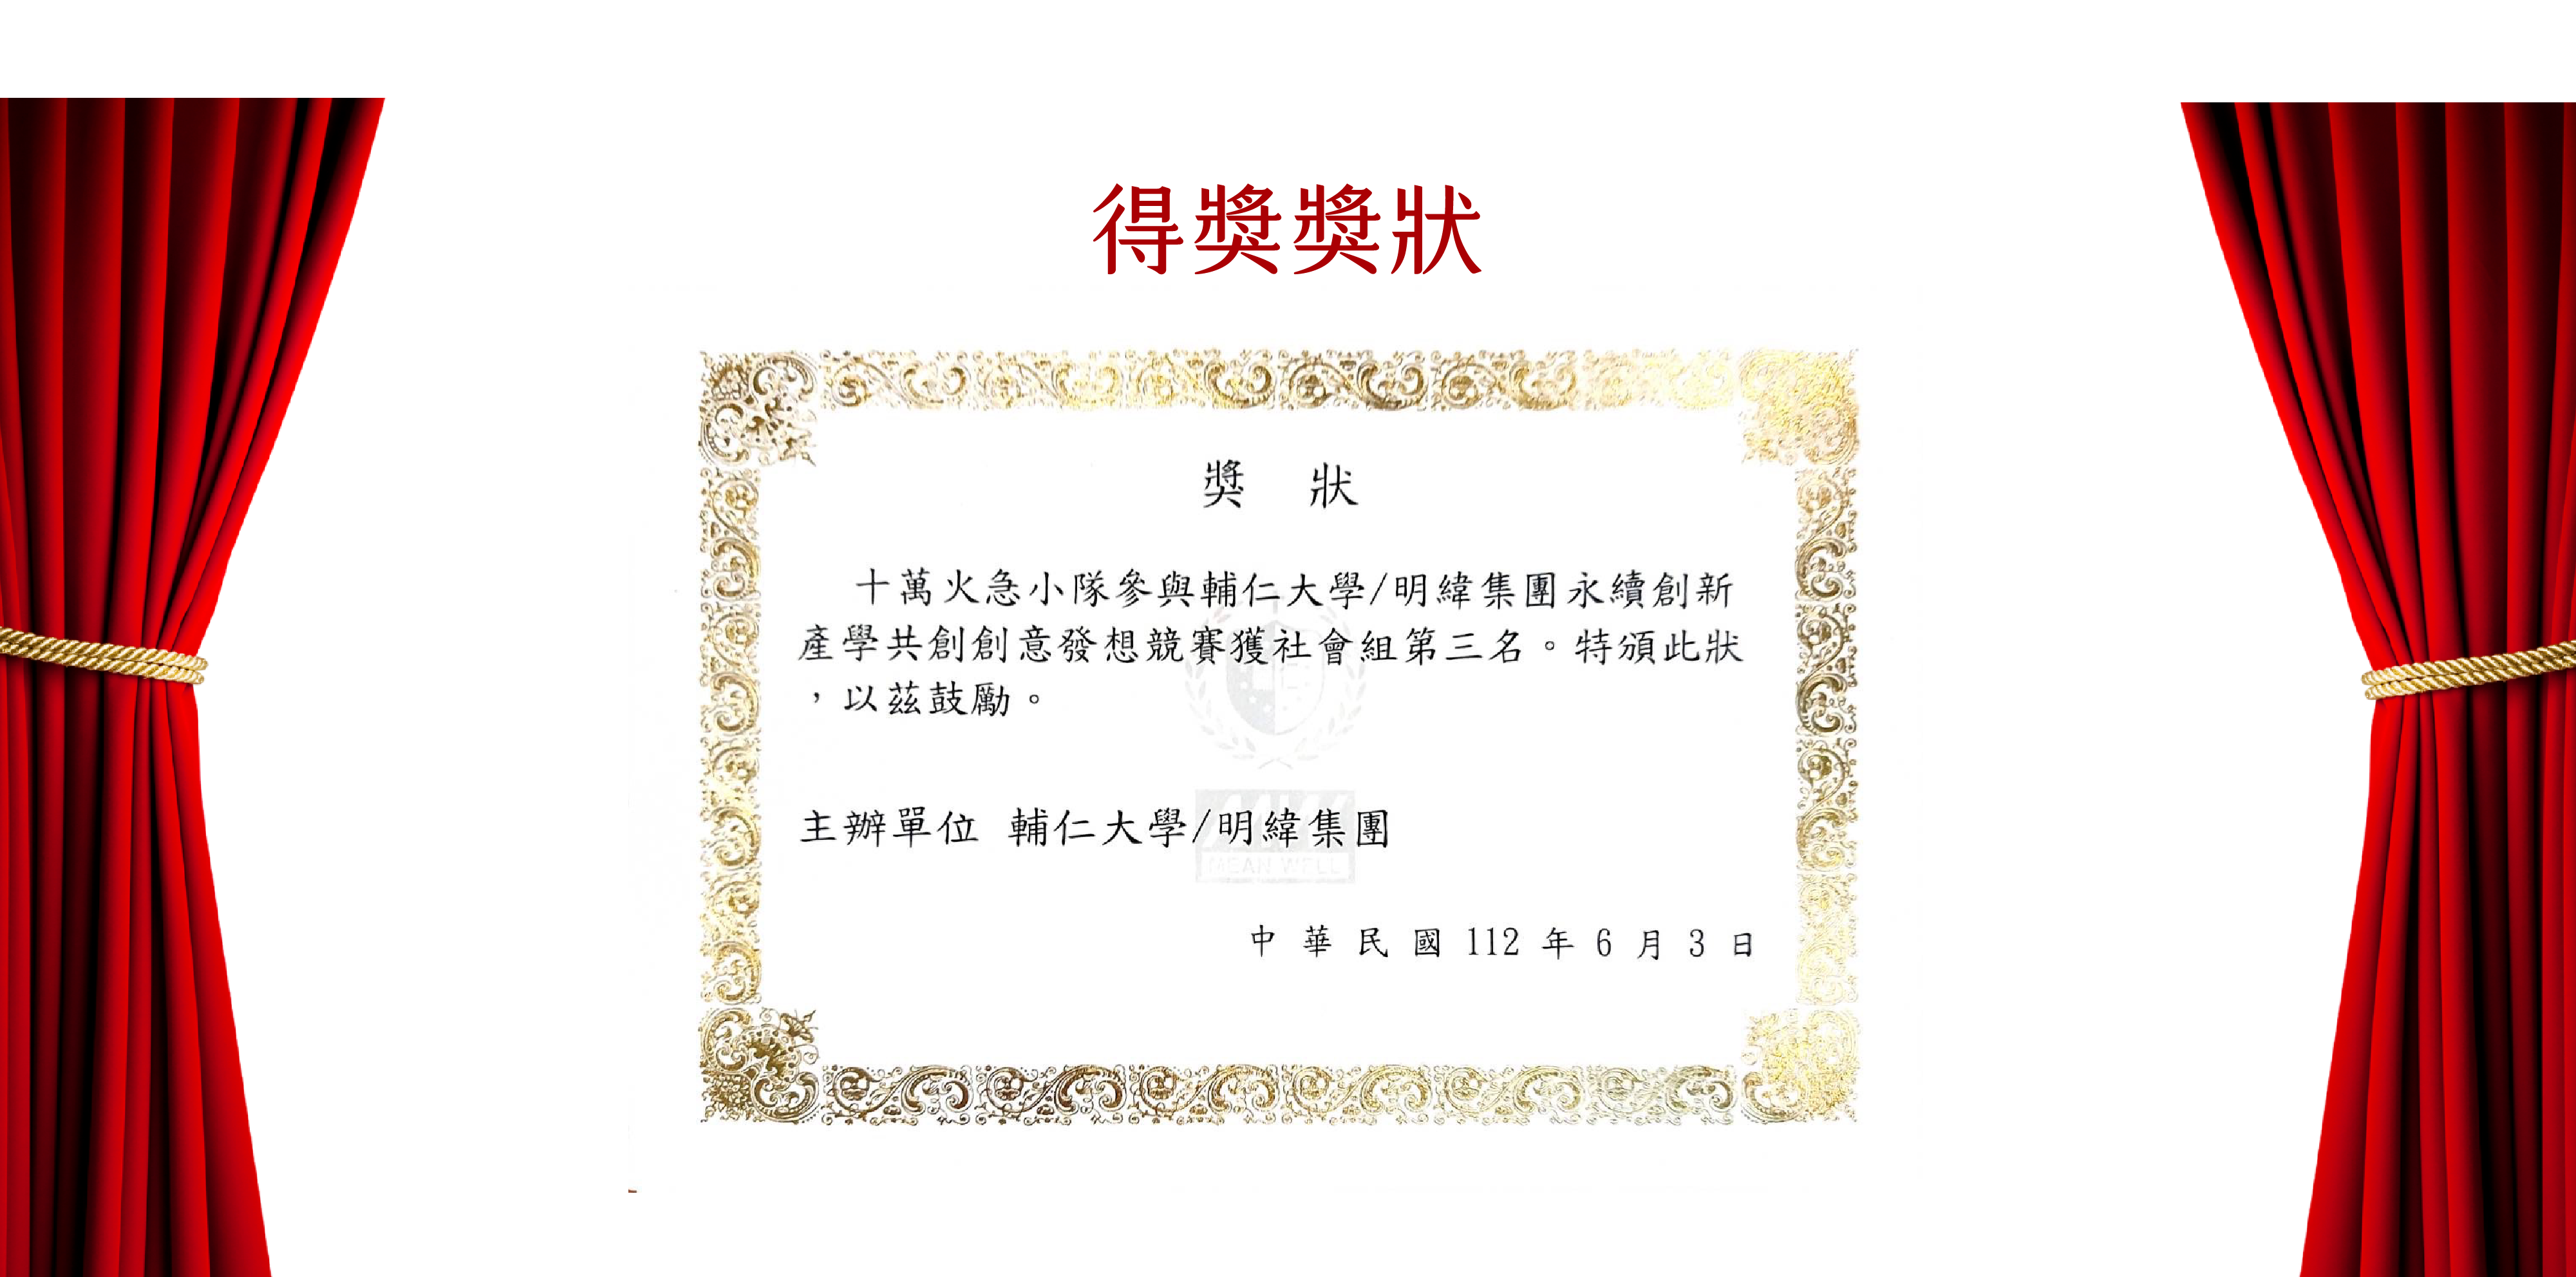 得獎獎狀
獎 狀
十萬火急小隊參與輔仁大學/明緯集團永續創新
產學共創創意發想競賽獲社會組第三名。特頒此狀
，以茲鼓勵。
主辦單位 輔仁大學/明緯集團
MEAN WELL
中 華 民 國 112 年 6 月 3 日